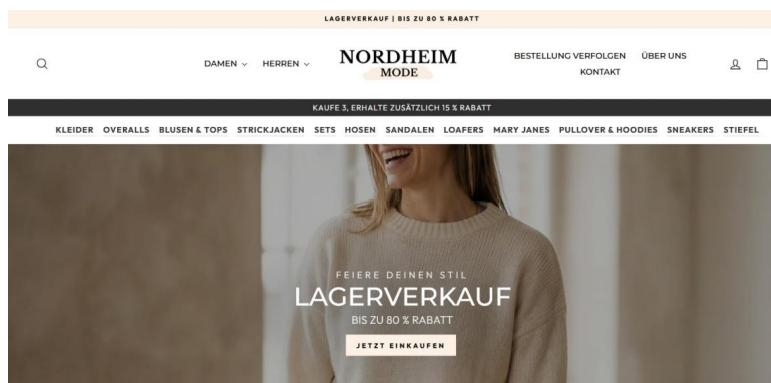 LAGERVERKAUF | BIS ZU 80 % RABATT
DAMEN
HERREN
NORDHEIM
MODE
BESTELLUNG VERFOLGEN
ÜBER UNS
KONTAKT
KAUFE 3, ERHALTE ZUSÄTZLICH 15 % RABATT
KLEIDER OVERALLS BLUSEN & TOPS STRICKJACKEN SETS HOSEN SANDALEN LOAFERS MARY JANES PULLOVER & HOODIES SNEAKERS STIEFEL
FEIERE DEINEN STIL
LAGERVERKAUF
BIS ZU 80 % RABATT
JETZT EINKAUFEN